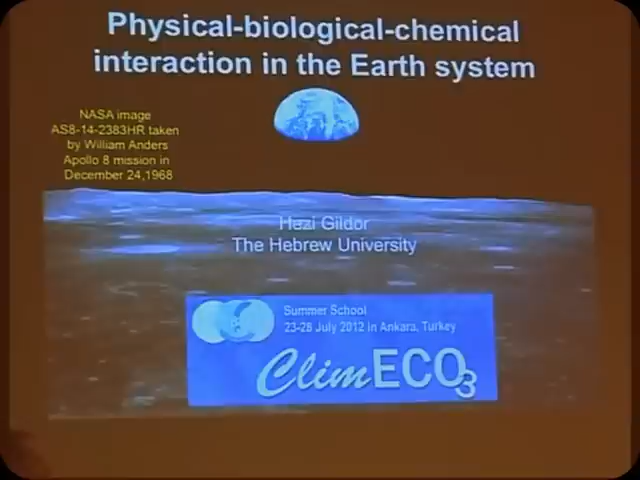 Physical-biological-chemical
interaction in the Earth system
NASA image
AS8-14-2383HR taken
by William Anders
Apollo 8 mission in
December 24,1968
Hezi Gildor
The Hebrew University
Summer School
23-28 July 2012 in Ankara, Turkey
ClimECO3